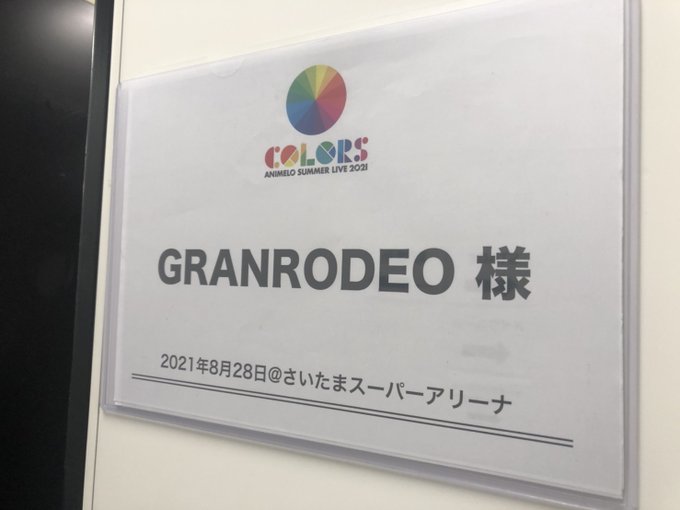 COLORS
ANIMELO SUMMER LIVE 2021
GRANRODEO 様
2021年8月28日@さいたまスーパーアリーナ